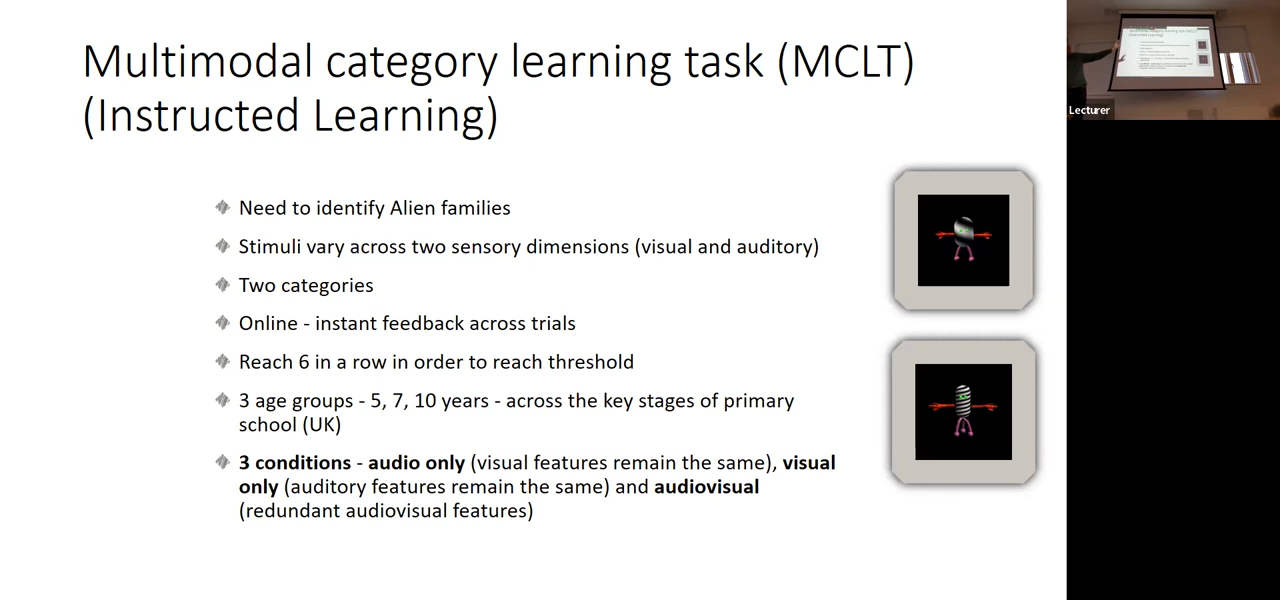 Multimodal category learning task (MCLT)
(Instructed Learning)
Need to identify Alien families
Stimuli vary across two sensory dimensions (visual and auditory)
Two categories
Online - instant feedback across trials
Reach 6 in a row in order to reach threshold
3 age groups - 5, 7, 10 years - across the key stages of primary
school (UK)
3 conditions - audio only (visual features remain the same), visual
only (auditory features remain the same) and audiovisual
(redundant audiovisual features)
Lecturer